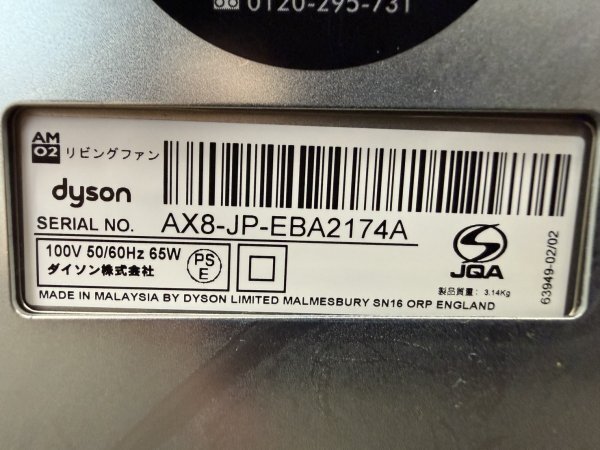 0120-295-731
AM
02
リビングファン
dyson
SERIAL NO. AX8-JP-EBA2174A
100V 50/60Hz 65W
ダイソン株式会社
PS
E
JQA
製品質量: 3.14Kg
63949-02/02
MADE IN MALAYSIA BY DYSON LIMITED MALMESBURY SN16 ORP ENGLAND